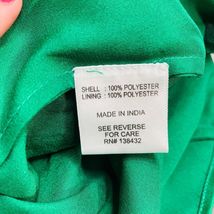 SHELL : 100% POLYESTER
LINING : 100% POLYESTER
MADE IN INDIA
SEE REVERSE
FOR CARE
RN# 138432